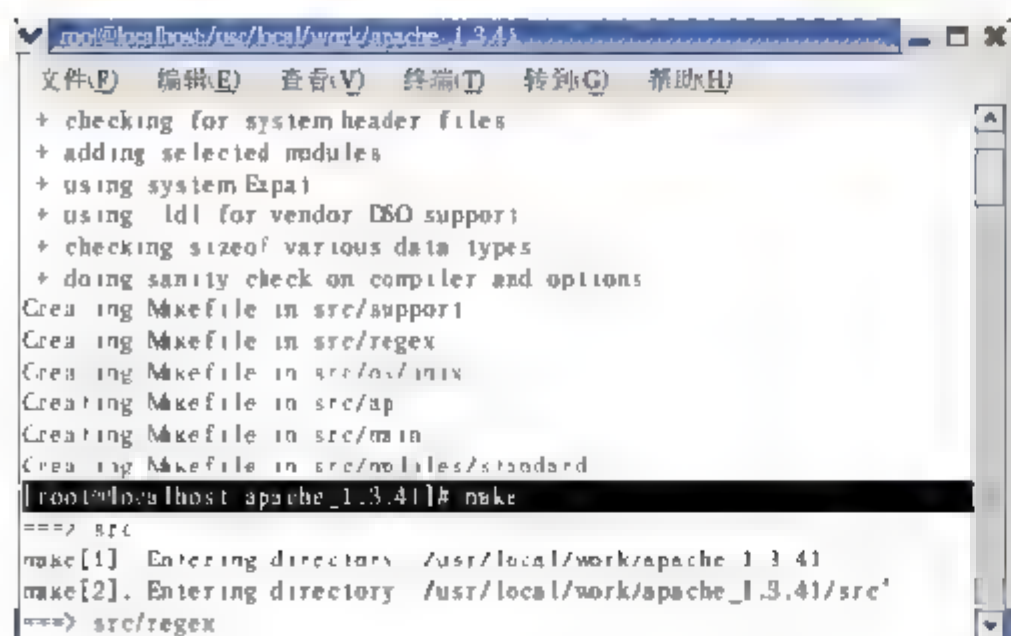 root@localhost:/usr/local/work/apache_1.3.41
文件(F) 编辑(E) 查看(V) 终端(T) 转到(G) 帮助(H)
+ checking for system header files
+ adding selected modules
+ using system Expat
+ using -ldl for vendor DSO support
+ checking sizeof various data types
+ doing sanity check on compiler and options
Creating Makefile in src/support
Creating Makefile in src/regex
Creating Makefile in src/os/unix
Creating Makefile in src/ap
Creating Makefile in src/main
Creating Makefile in src/modules/standard
[root@localhost apache_1.3.41]# make
===> src
make[1]: Entering directory `/usr/local/work/apache_1.3.41'
make[2]: Entering directory `/usr/local/work/apache_1.3.41/src'
===> src/regex